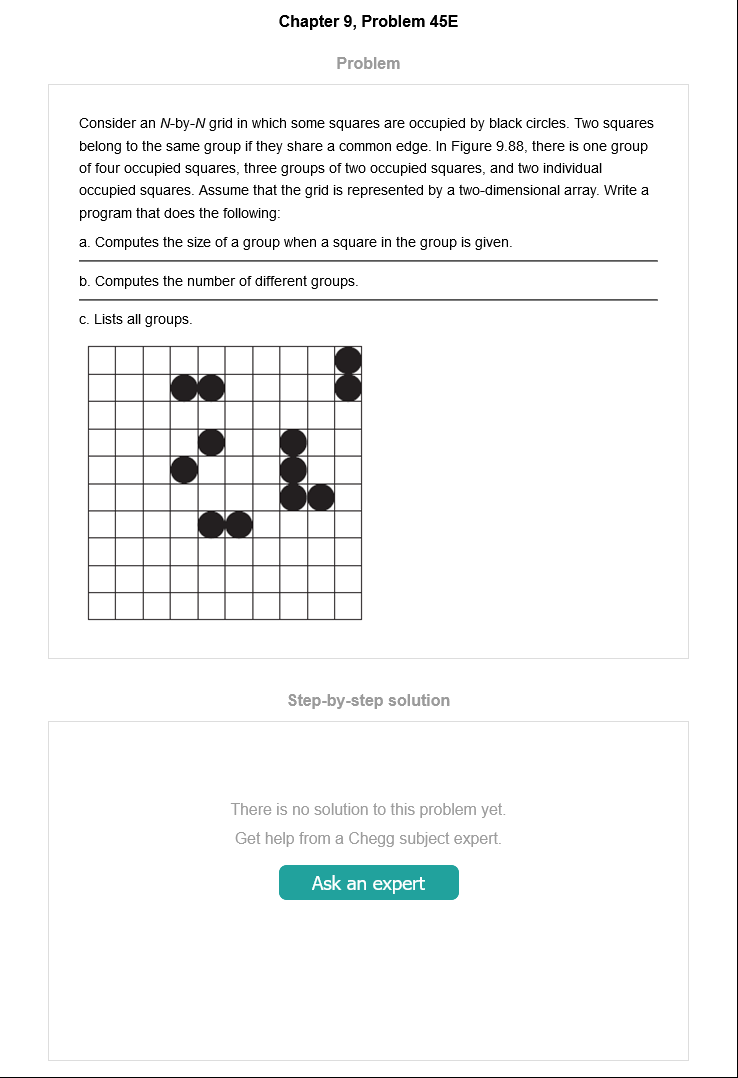 Chapter 9, Problem 45E
Problem
Consider an N-by-N grid in which some squares are occupied by black circles. Two squares
belong to the same group if they share a common edge. In Figure 9.88, there is one group
of four occupied squares, three groups of two occupied squares, and two individual
occupied squares. Assume that the grid is represented by a two-dimensional array. Write a
program that does the following:
a. Computes the size of a group when a square in the group is given.
b. Computes the number of different groups.
c. Lists all groups.
Step-by-step solution
There is no solution to this problem yet.
Get help from a Chegg subject expert.
Ask an expert